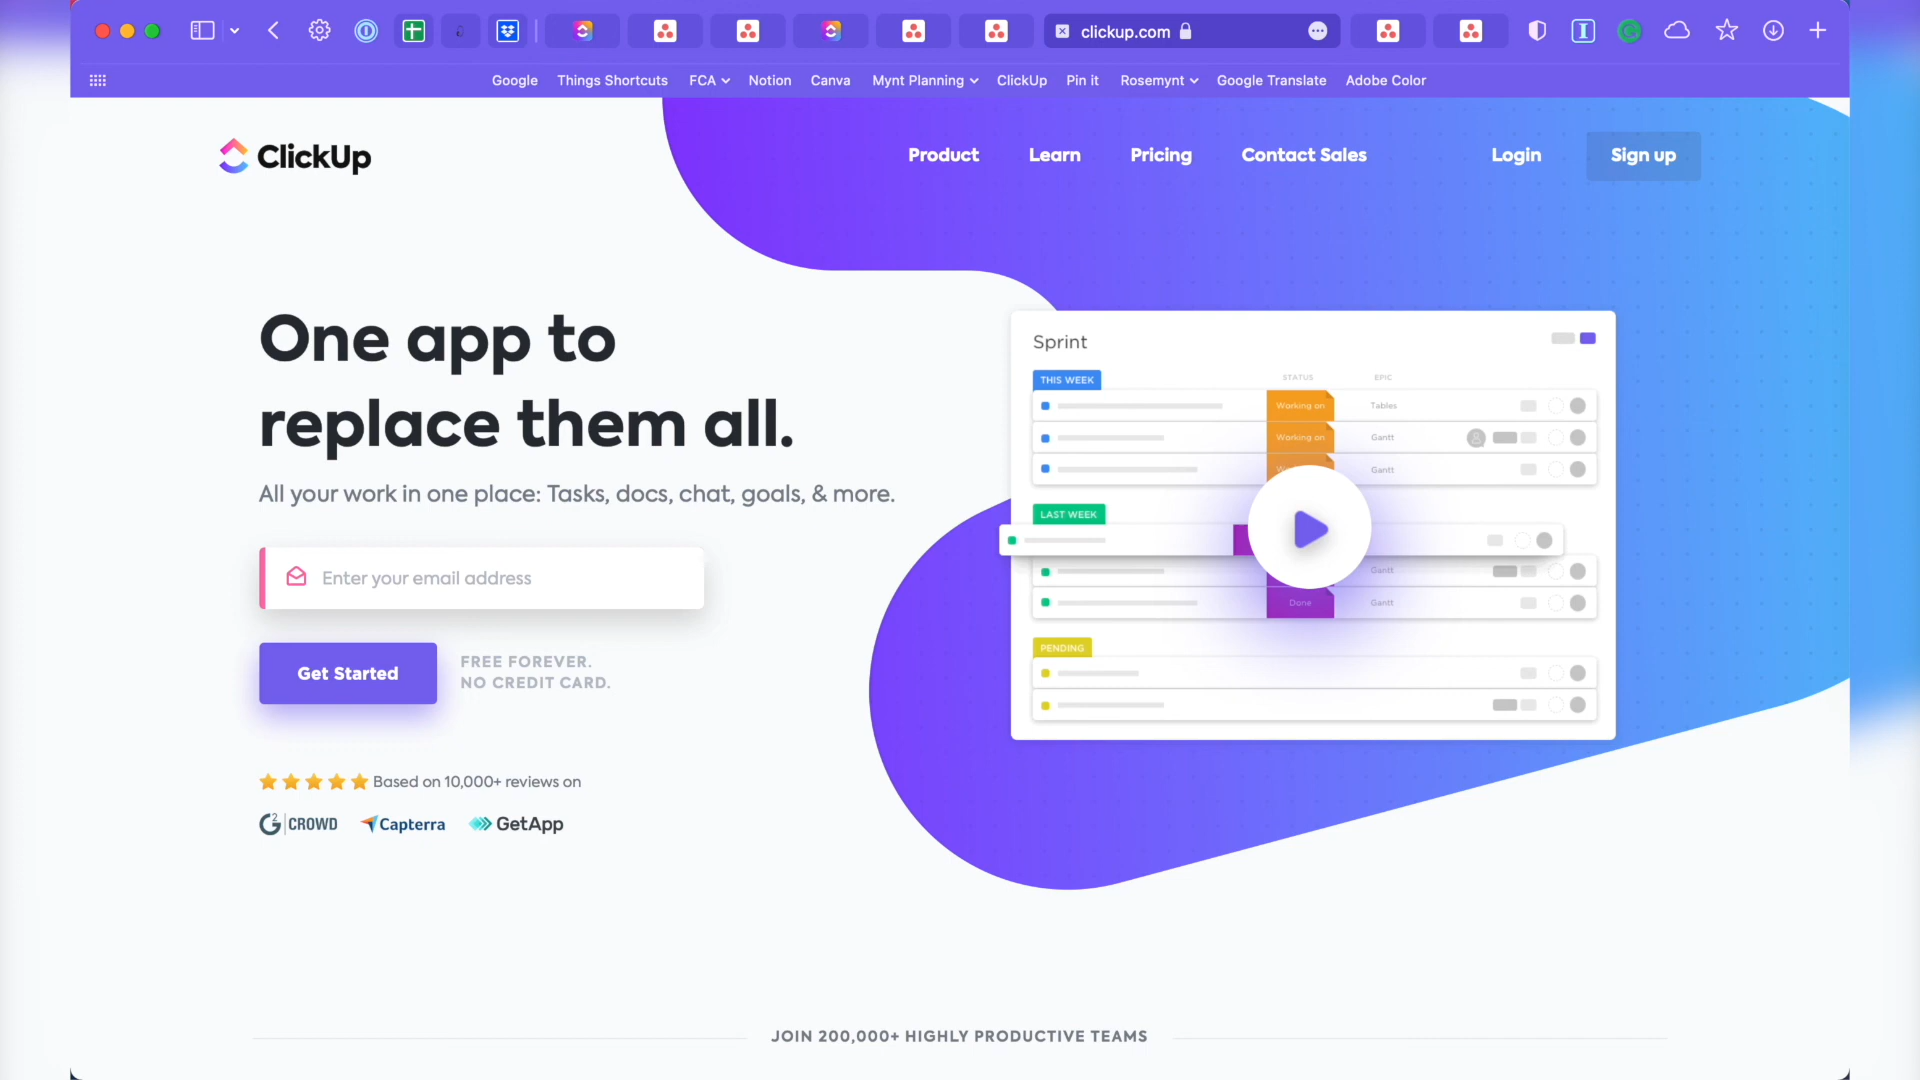 clickup.com
Google
Things Shortcuts
FCA
Notion
Canva
Mynt Planning
ClickUp
Pin it
Rosemynt
Google Translate
Adobe Color
ClickUp
Product
Learn
Pricing
Contact Sales
Login
Sign up
One app to
replace them all.
All your work in one place: Tasks, docs, chat, goals, & more.
Enter your email address
Get Started
FREE FOREVER.
NO CREDIT CARD.
Based on 10,000+ reviews on
G2 CROWD
Capterra
GetApp
Sprint
THIS WEEK
STATUS
EPIC
Working on
Tables
Working on
Gantt
Gantt
LAST WEEK
Gantt
Done
Gantt
PENDING
JOIN 200,000+ HIGHLY PRODUCTIVE TEAMS